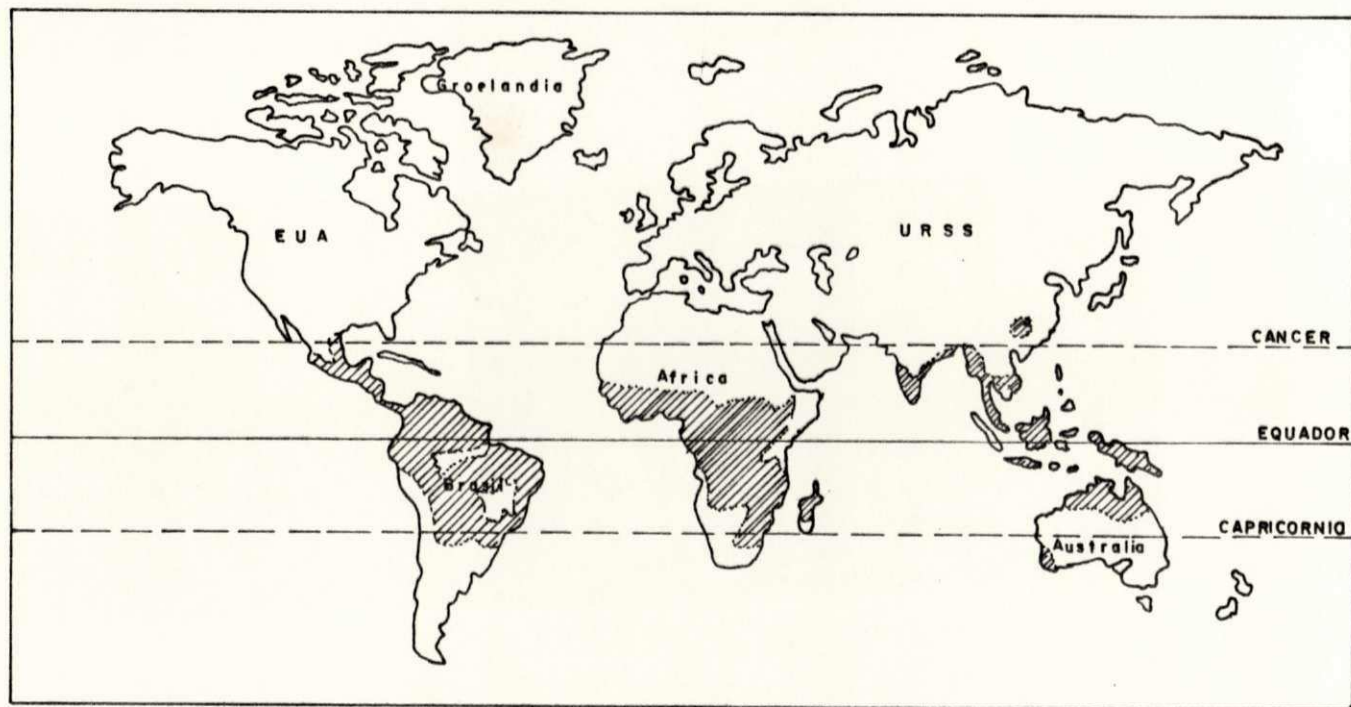 Groelandia
EUA
URSS
CANCER
Africa
EQUADOR
Brasil
CAPRICORNIO
Australia